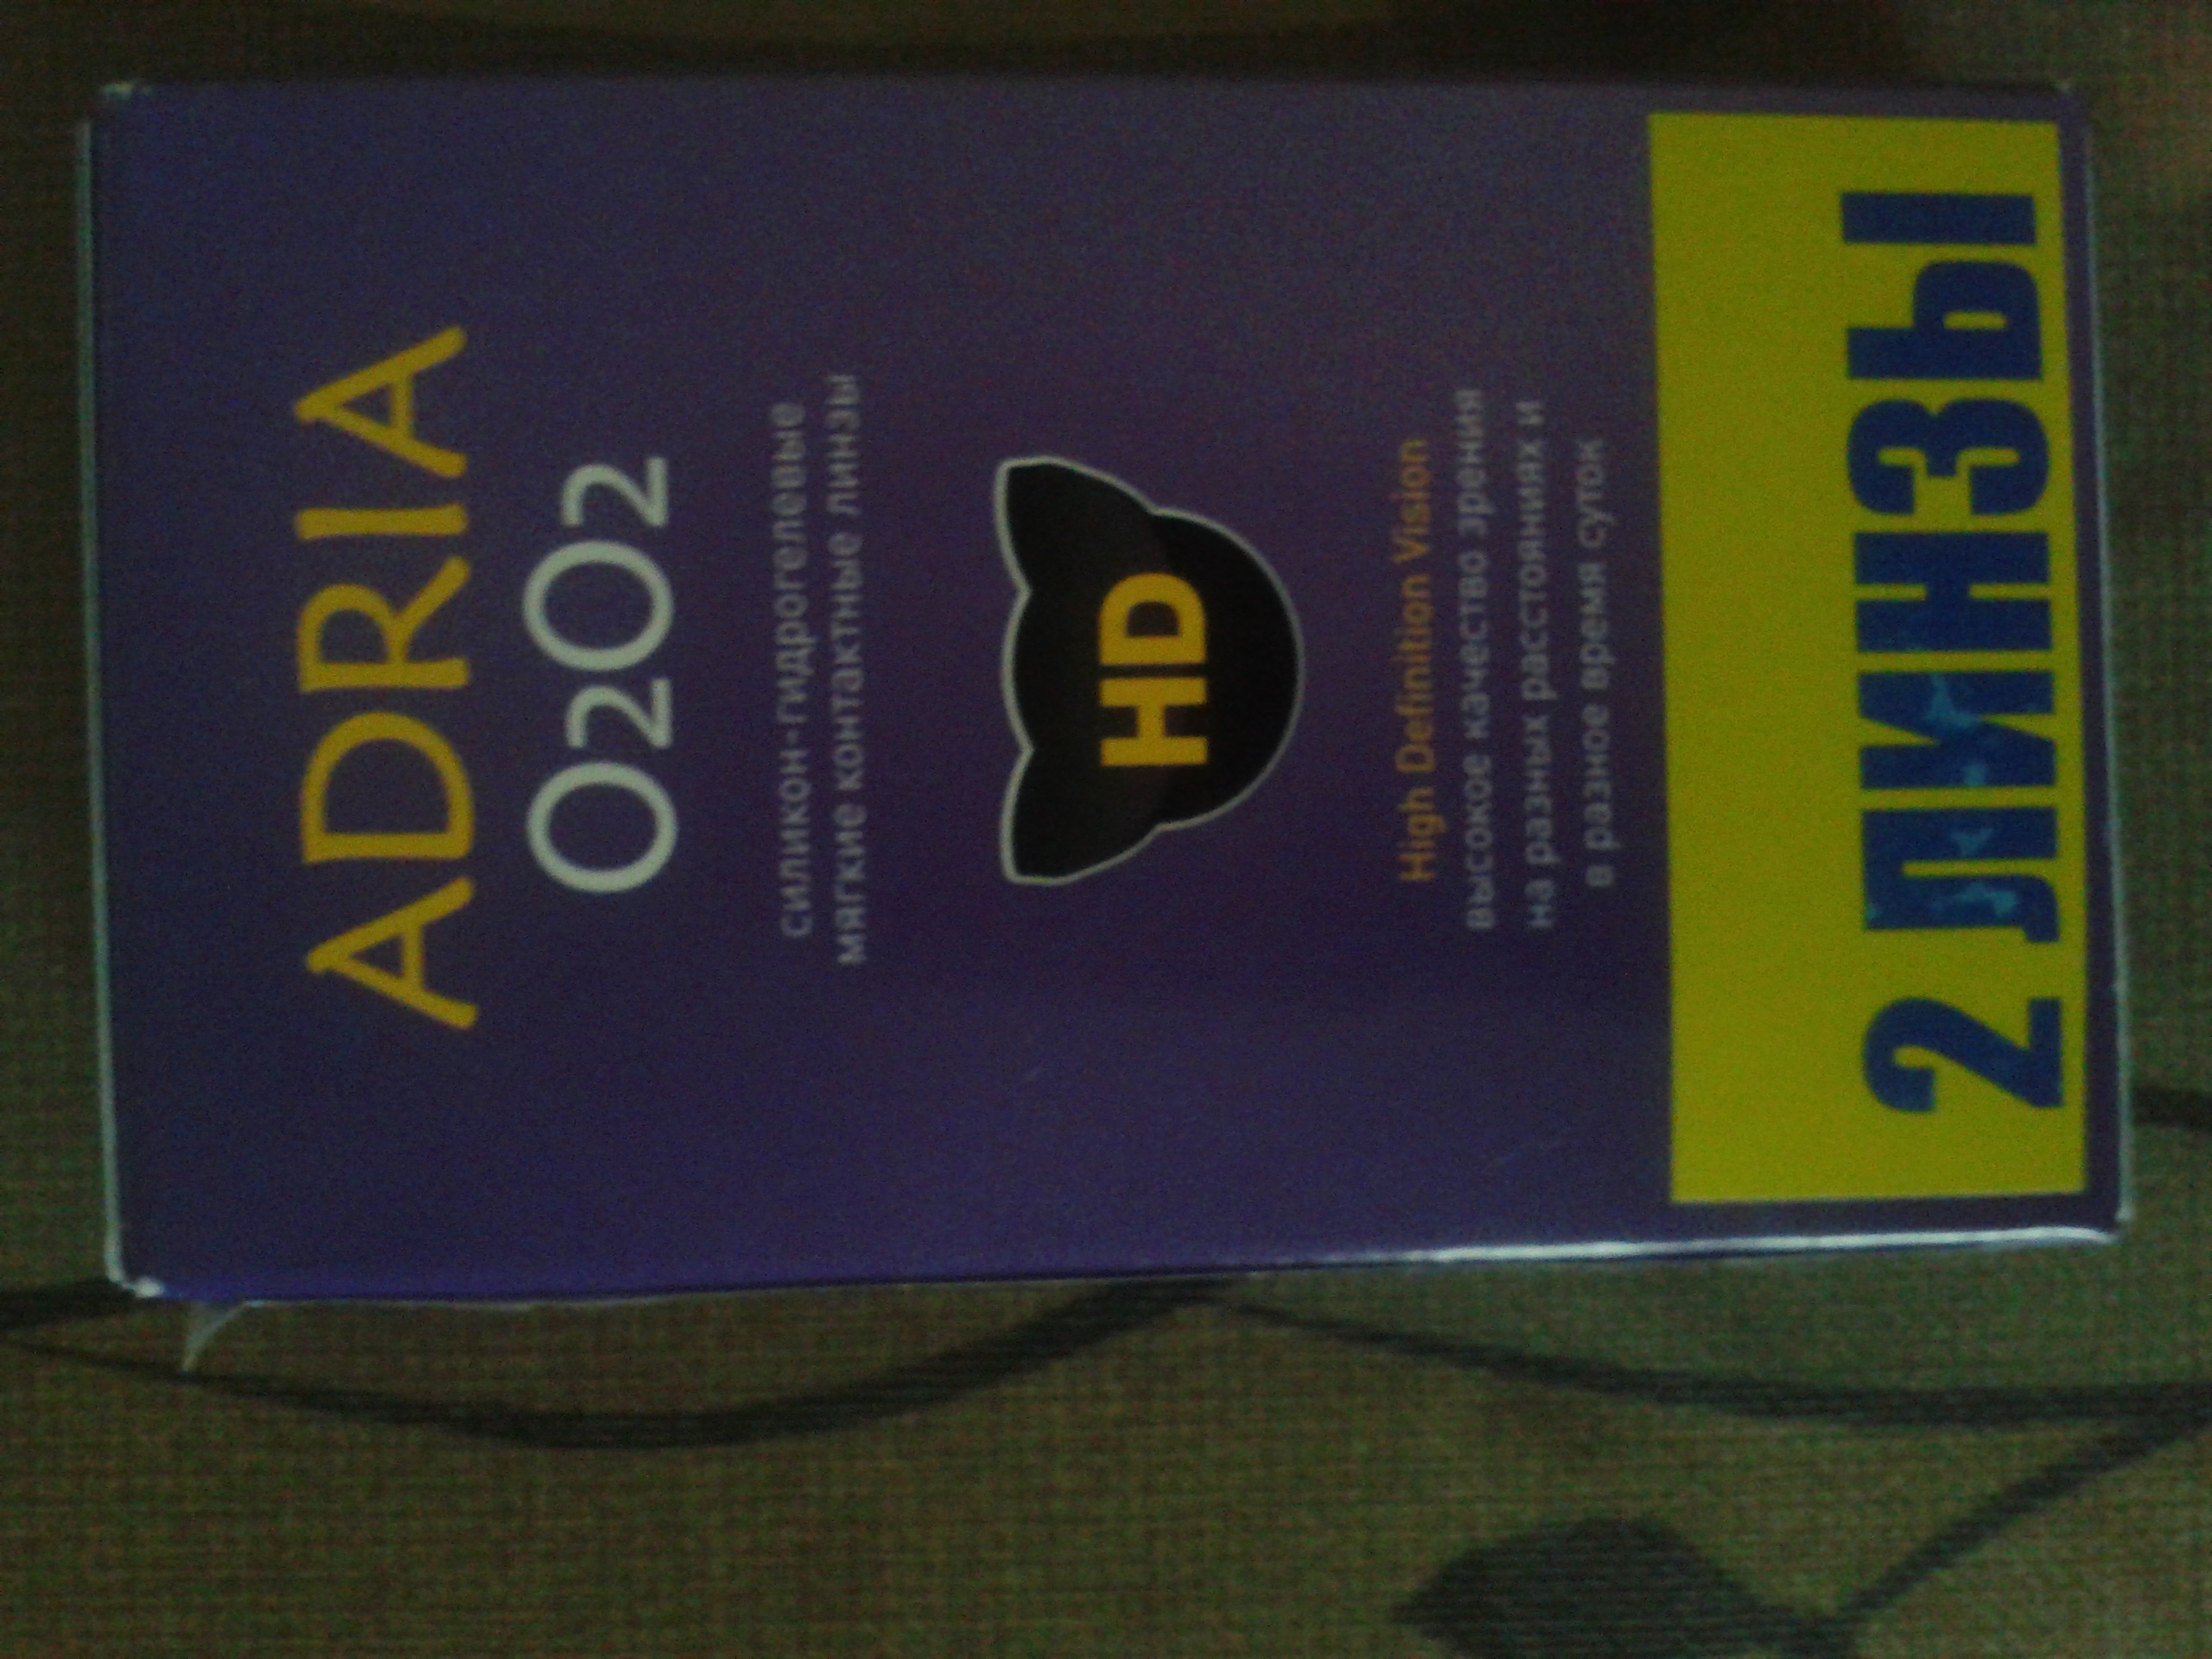 ADRIA
O2O2
силикон-гидрогелевые
мягкие контактные линзы
HD
High Definition Vision
высокое качество зрения
на разных расстояниях и
в разное время суток
2 ЛИНЗЫ